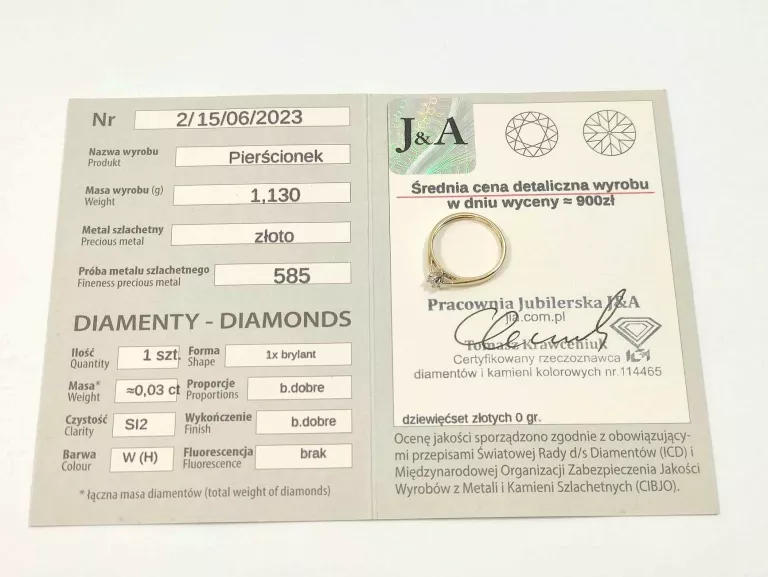 Nr 2/15/06/2023
Nazwa wyrobu Pierścionek
Produkt
Masa wyrobu (g) 1,130
Weight
Metal szlachetny złoto
Precious metal
Próba metalu szlachetnego 585
Fineness precious metal
DIAMENTY - DIAMONDS
Ilość 1 szt. Forma 1x brylant
Quantity Shape
Masa* ≈0,03 ct Proporcje b.dobre
Weight Proportions
Czystość SI2 Wykończenie b.dobre
Clarity Finish
Barwa W (H) Fluorescencja brak
Colour Fluorescence
* łączna masa diamentów (total weight of diamonds)
J&A
Średnia cena detaliczna wyrobu
w dniu wyceny ≈ 900zł
Pracownia Jubilerska J&A
jia.com.pl
Tomasz Krawceniuk
Certyfikowany rzeczoznawca
diamentów i kamieni kolorowych nr.114465
dziewięćset złotych 0 gr.
Ocenę jakości sporządzono zgodnie z obowiązujący-
mi przepisami Światowej Rady d/s Diamentów (ICD) i
Międzynarodowej Organizacji Zabezpieczenia Jakości
Wyrobów z Metali i Kamieni Szlachetnych (CIBJO).